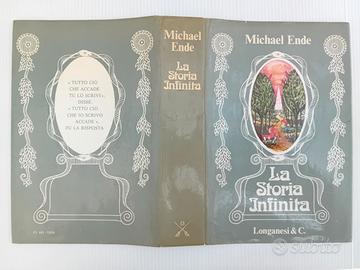 « TUTTO CIÒ
CHE ACCADE
TU LO SCRIVI»,
DISSE.
« TUTTO CIÒ
CHE IO SCRIVO
ACCADE »,
FU LA RISPOSTA
Michael
Ende
La
Storia
Infinita
Michael Ende
La
Storia
Infinita
Longanesi & C.
subito